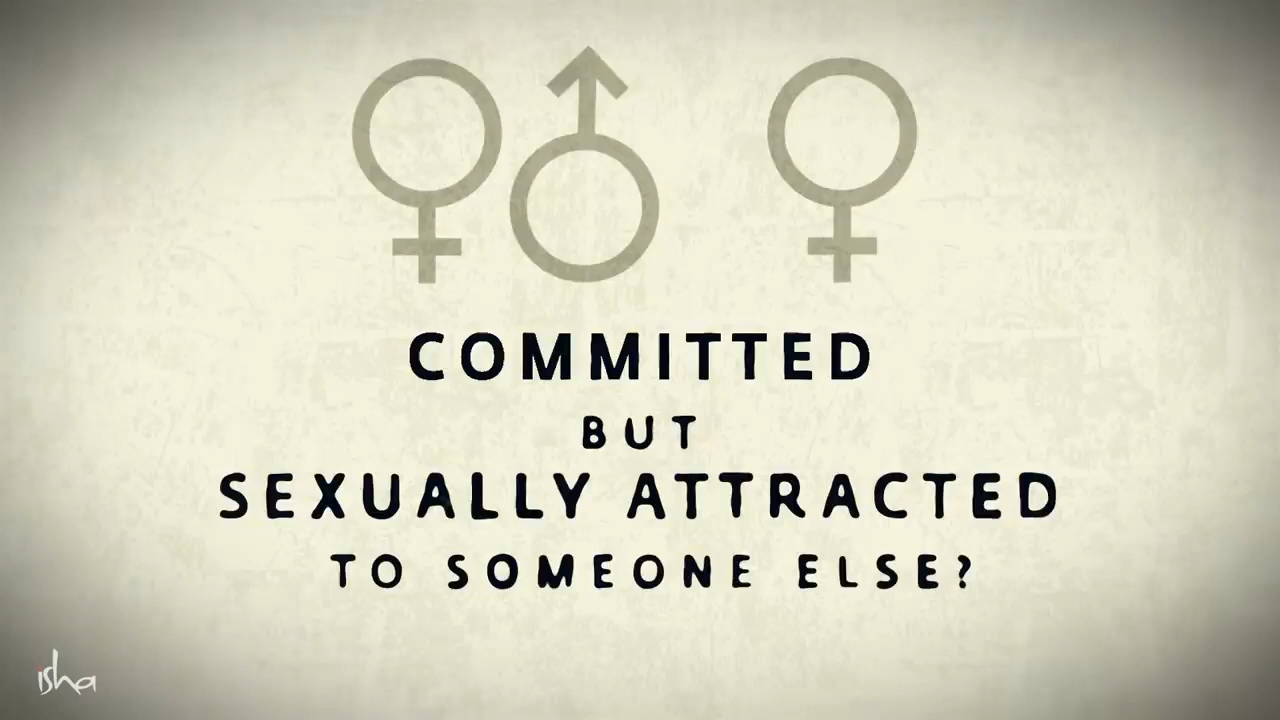 COMMITTED
BUT
SEXUALLY ATTRACTED
TO SOMEONE ELSE?
isha